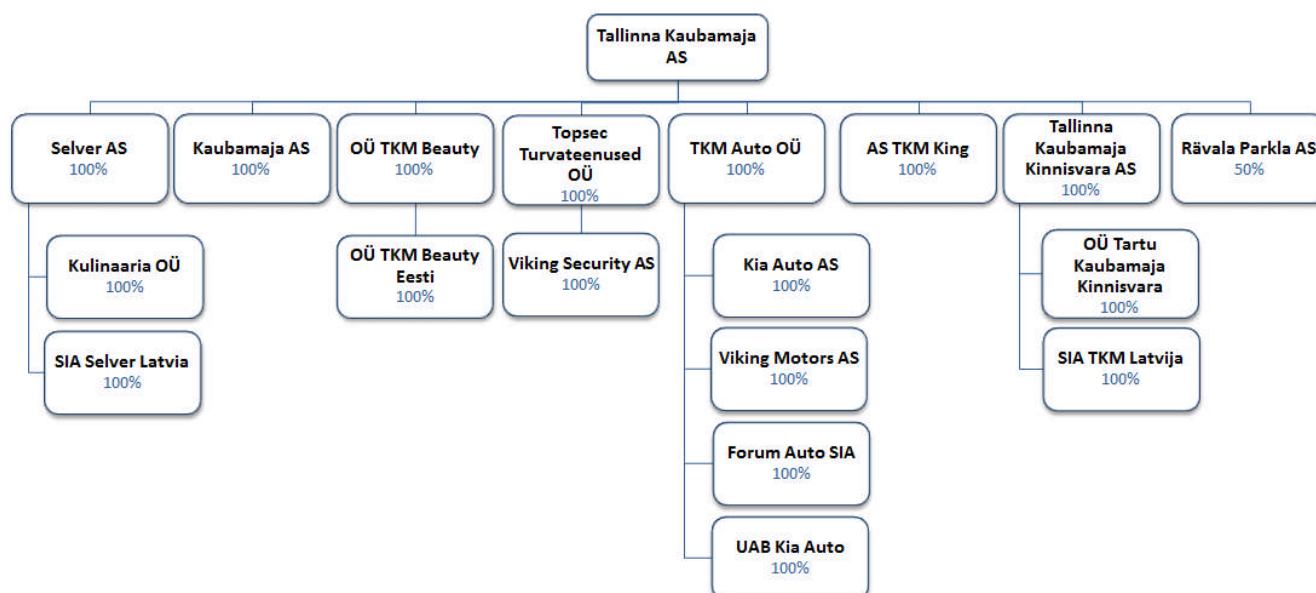 Tallinna Kaubamaja
AS
Selver AS
100%
Kaubamaja AS
100%
OÜ TKM Beauty
100%
Topsec
Turvateenused
OÜ
100%
TKM Auto OÜ
100%
AS TKM King
100%
Tallinna
Kaubamaja
Kinnisvara AS
100%
Rävala Parkla AS
50%
Kulinaaria OÜ
100%
SIA Selver Latvia
100%
OÜ TKM Beauty
Eesti
100%
Viking Security AS
100%
Kia Auto AS
100%
Viking Motors AS
100%
Forum Auto SIA
100%
UAB Kia Auto
100%
OÜ Tartu
Kaubamaja
Kinnisvara
100%
SIA TKM Latvija
100%